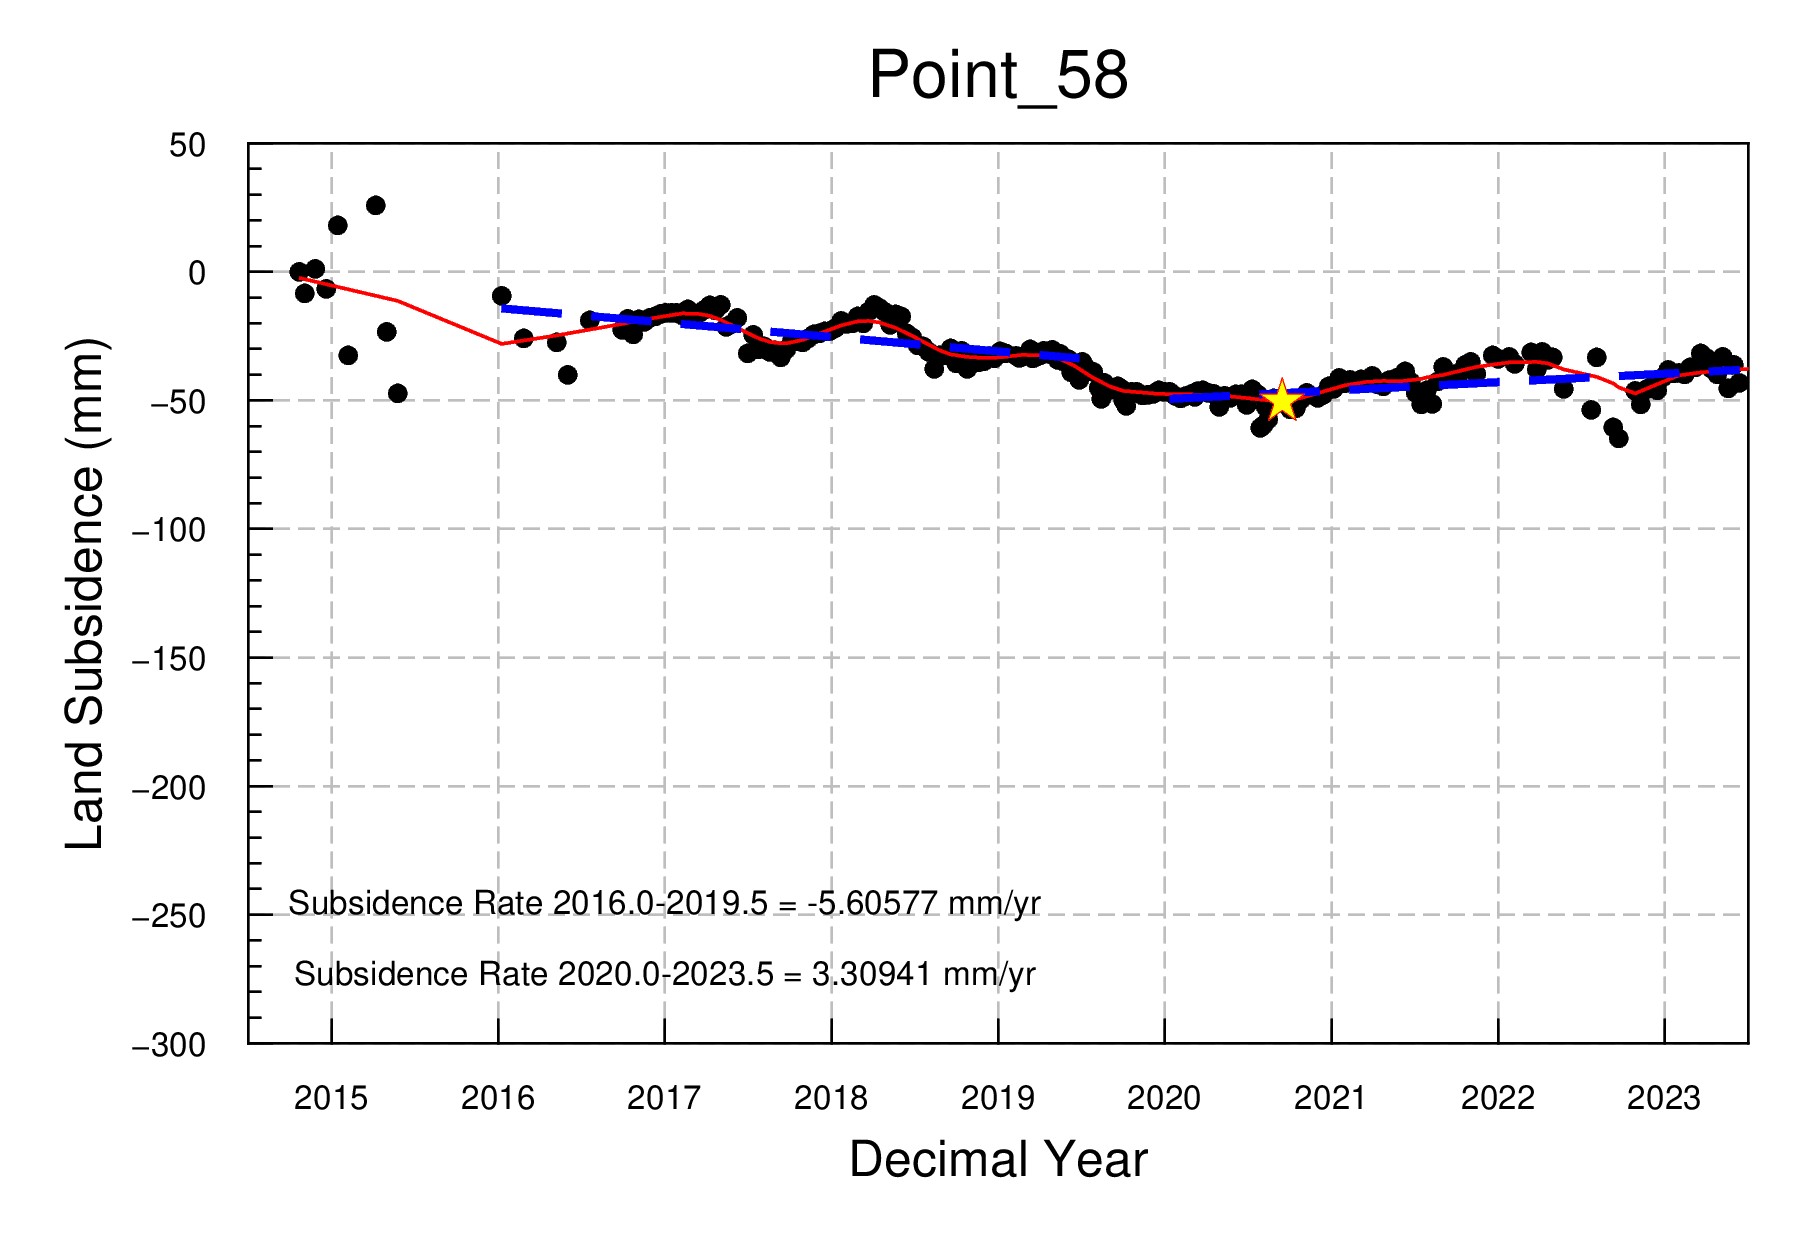 Point_58
50
0
−50
−100
−150
−200
−250
−300
Land Subsidence (mm)
Subsidence Rate 2016.0-2019.5 = -5.60577 mm/yr
Subsidence Rate 2020.0-2023.5 = 3.30941 mm/yr
2015 2016 2017 2018 2019 2020 2021 2022 2023
Decimal Year